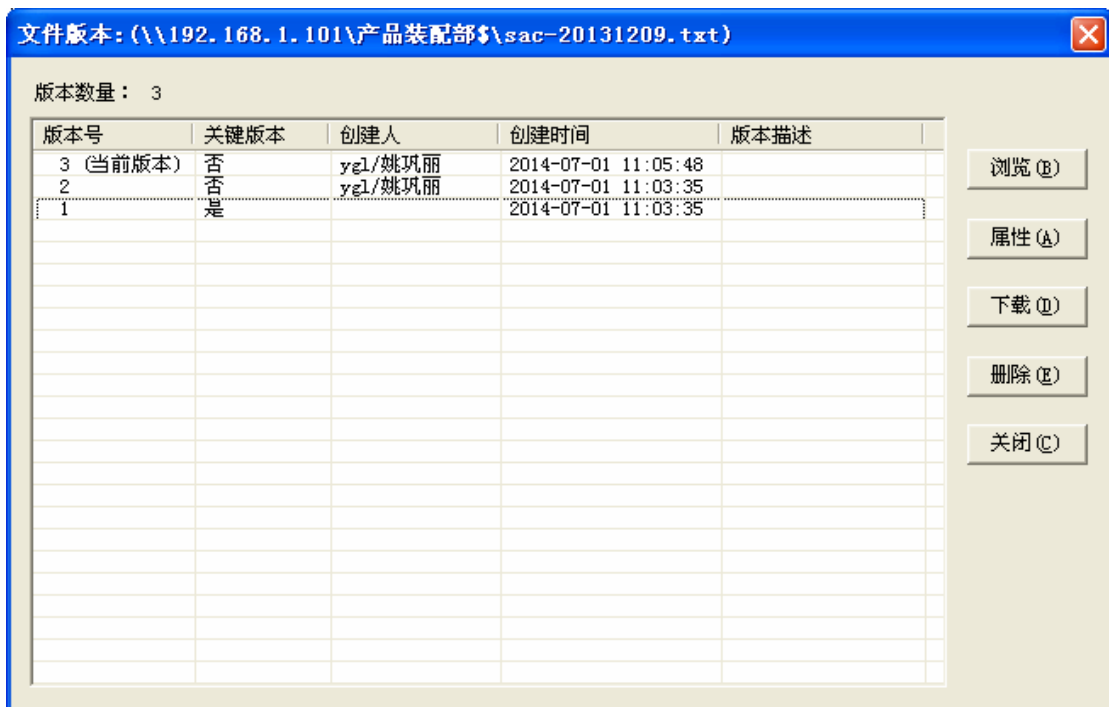 文件版本:(\\192.168.1.101\产品装配部$\sac-20131209.txt)
版本数量： 3
版本号 关键版本 创建人 创建时间 版本描述
3 (当前版本) 否 ygl/姚巩丽 2014-07-01 11:05:48
2 否 ygl/姚巩丽 2014-07-01 11:03:35
1 是 2014-07-01 11:03:35
浏览(B)
属性(A)
下载(D)
删除(E)
关闭(C)